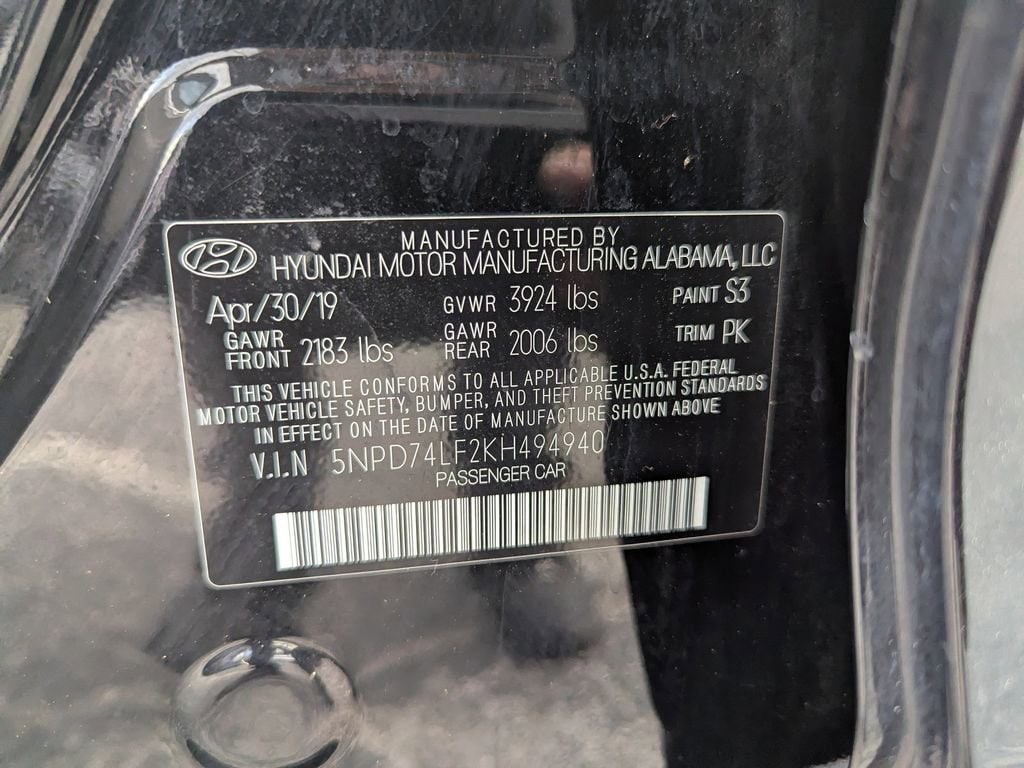 MANUFACTURED BY
HYUNDAI MOTOR MANUFACTURING ALABAMA, LLC
Apr/30/19 GVWR 3924 lbs PAINT S3
GAWR FRONT 2183 lbs GAWR REAR 2006 lbs TRIM PK
THIS VEHICLE CONFORMS TO ALL APPLICABLE U.S.A. FEDERAL
MOTOR VEHICLE SAFETY, BUMPER, AND THEFT PREVENTION STANDARDS
IN EFFECT ON THE DATE OF MANUFACTURE SHOWN ABOVE
V.I.N 5NPD74LF2KH494940
PASSENGER CAR